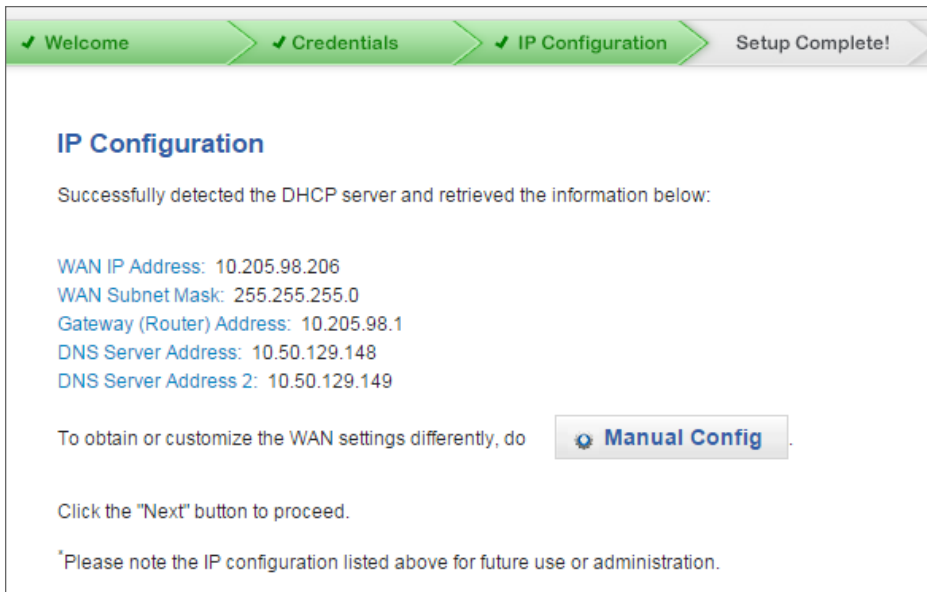 ✓ Welcome ✓ Credentials ✓ IP Configuration Setup Complete!
IP Configuration
Successfully detected the DHCP server and retrieved the information below:
WAN IP Address: 10.205.98.206
WAN Subnet Mask: 255.255.255.0
Gateway (Router) Address: 10.205.98.1
DNS Server Address: 10.50.129.148
DNS Server Address 2: 10.50.129.149
To obtain or customize the WAN settings differently, do Manual Config.
Click the "Next" button to proceed.
*Please note the IP configuration listed above for future use or administration.